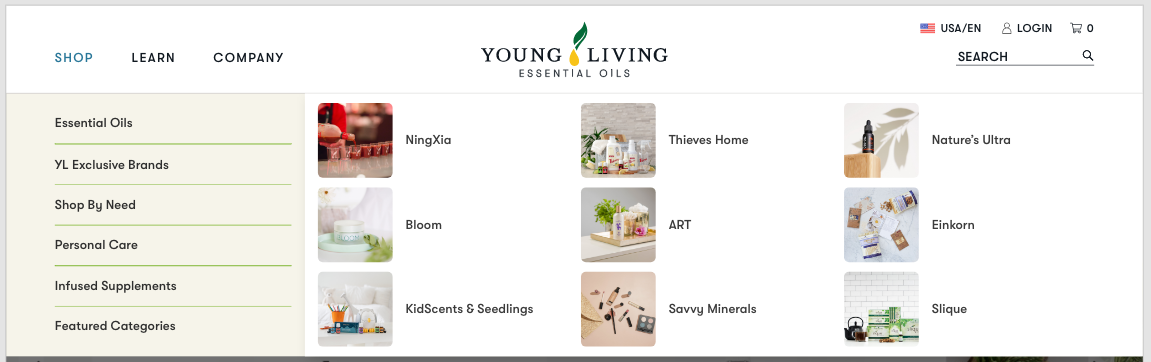 USA/EN LOGIN 0
SHOP LEARN COMPANY
YOUNG LIVING
ESSENTIAL OILS
SEARCH
Essential Oils
YL Exclusive Brands
Shop By Need
Personal Care
Infused Supplements
Featured Categories
NingXia
Thieves Home
Nature's Ultra
Bloom
ART
Einkorn
KidScents & Seedlings
Savvy Minerals
Slique